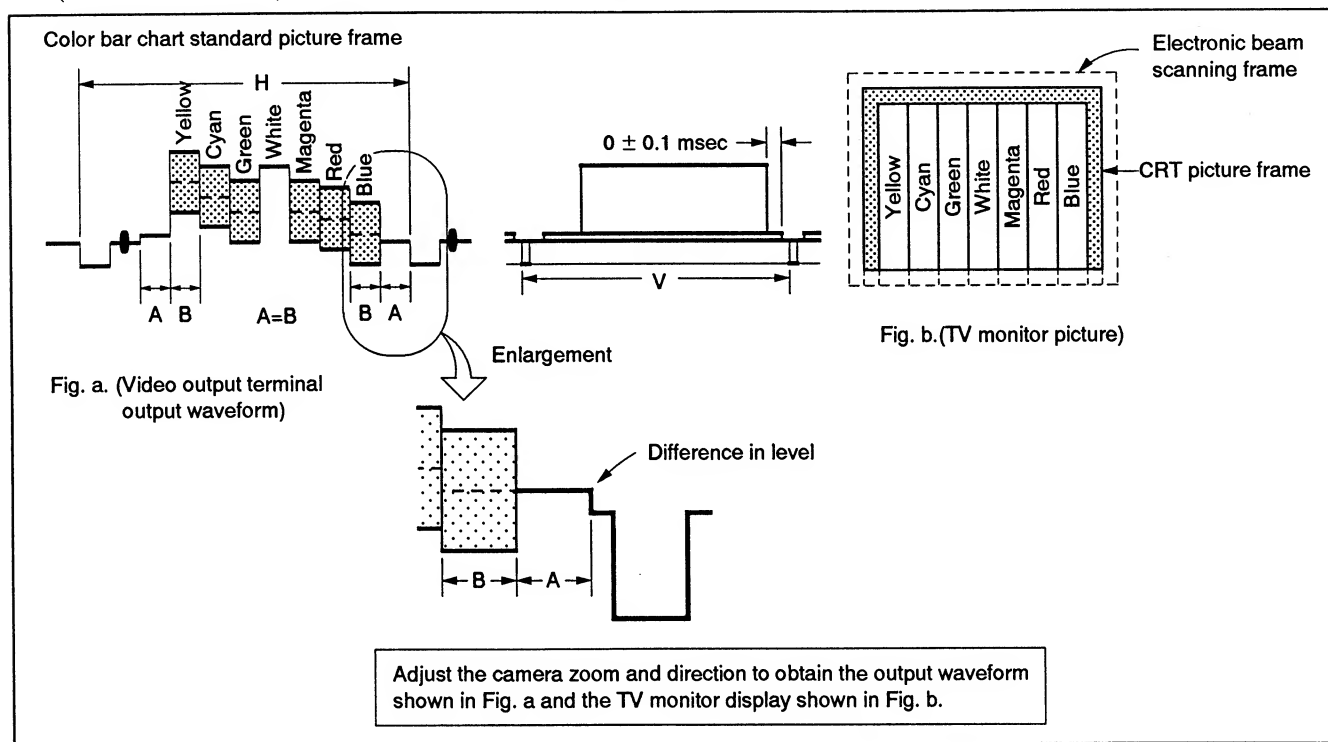 Color bar chart standard picture frame
H
Yellow
Cyan
Green
White
Magenta
Red
Blue
A
B
A=B
B
A
Fig. a. (Video output terminal
output waveform)
0 ± 0.1 msec
V
Electronic beam
scanning frame
CRT picture frame
Yellow
Cyan
Green
White
Magenta
Red
Blue
Fig. b.(TV monitor picture)
Enlargement
Difference in level
B
A
Adjust the camera zoom and direction to obtain the output waveform
shown in Fig. a and the TV monitor display shown in Fig. b.